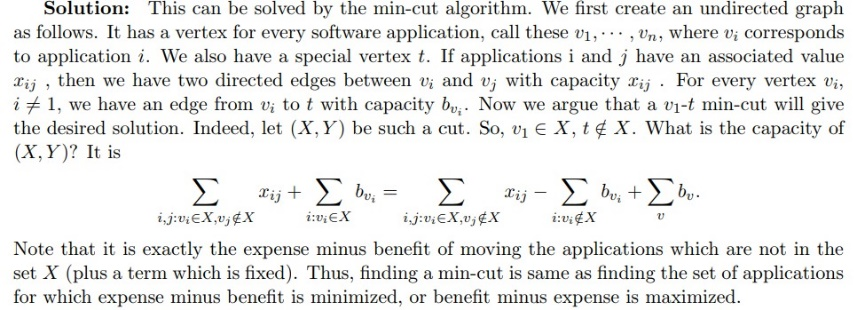 Solution: This can be solved by the min-cut algorithm. We first create an undirected graph
as follows. It has a vertex for every software application, call these v₁, ⋯ , vₙ, where vᵢ corresponds
to application i. We also have a special vertex t. If applications i and j have an associated value
xᵢⱼ , then we have two directed edges between vᵢ and vⱼ with capacity xᵢⱼ . For every vertex vᵢ,
i ≠ 1, we have an edge from vᵢ to t with capacity b_{vᵢ}. Now we argue that a v₁-t min-cut will give
the desired solution. Indeed, let (X, Y) be such a cut. So, v₁ ∈ X, t ∉ X. What is the capacity of
(X, Y)? It is
∑_{i,j:vᵢ∈X,vⱼ∉X} xᵢⱼ + ∑_{i:vᵢ∈X} b_{vᵢ} = ∑_{i,j:vᵢ∈X,vⱼ∉X} xᵢⱼ − ∑_{i:vᵢ∉X} b_{vᵢ} + ∑_{v} b_{v}.
Note that it is exactly the expense minus benefit of moving the applications which are not in the
set X (plus a term which is fixed). Thus, finding a min-cut is same as finding the set of applications
for which expense minus benefit is minimized, or benefit minus expense is maximized.